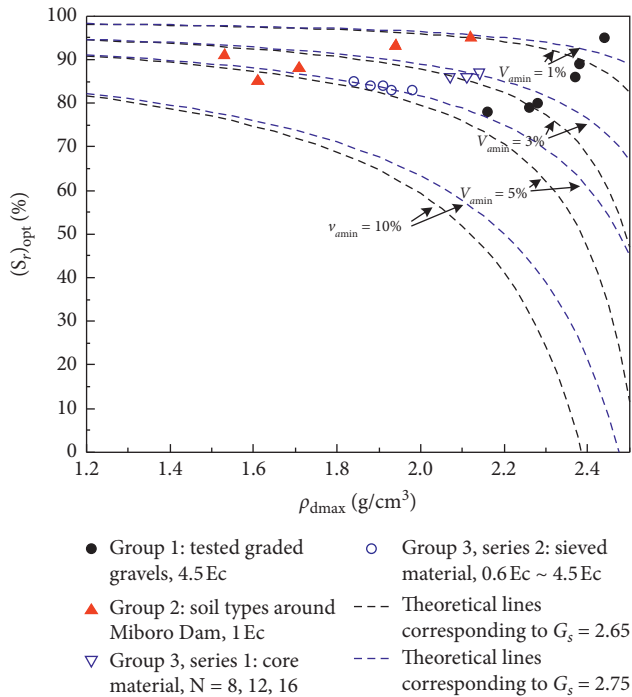 100
90
80
70
60
50
40
30
20
10
0
(Sr)opt (%)
Vamin = 1%
Vamin = 3%
Vamin = 5%
vamin = 10%
1.2 1.4 1.6 1.8 2.0 2.2 2.4
ρdmax (g/cm³)
Group 1: tested graded
gravels, 4.5 Ec
Group 2: soil types around
Miboro Dam, 1 Ec
Group 3, series 1: core
material, N = 8, 12, 16
Group 3, series 2: sieved
material, 0.6 Ec ~ 4.5 Ec
Theoretical lines
corresponding to Gs = 2.65
Theoretical lines
corresponding to Gs = 2.75